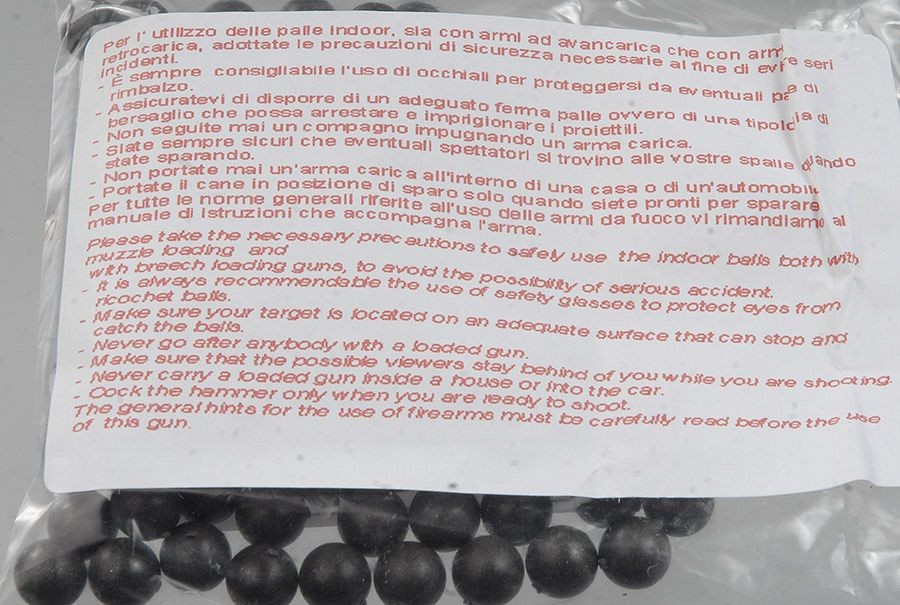 Per l' utilizzo delle palle indoor, sia con armi ad avancarica che con armi
retrocarica, adottate le precauzioni di sicurezza necessarie al fine di evi re seri
incidenti.
- È sempre consigliabile l'uso di occhiali per proteggersi da eventuali pa e di
rimbalzo.
- Assicuratevi di disporre di un adeguato ferma palle ovvero di una tipolo ia di
bersaglio che possa arrestare e imprigionare i proiettili.
- Non seguite mai un compagno impugnando un arma carica.
- Siate sempre sicuri che eventuali spettatori si trovino alle vostre spalle quando
state sparando.
- Non portate mai un'arma carica all'interno di una casa o di un'automobile
- Portate il cane in postzione di sparo solo quando siete pronti per sparare
Per tutte le norme generali riferite all'uso delle armi da fuoco vi rimandiamo al
manuale di istruzioni che accompagna l'arma.
Please take the necessary precautions to safely use the indoor balls both with
muzzle loading and
with breech loading guns, to avoid the possibility of serious accident.
- It is always recommendable the use of safety glasses to protect eyes from
ricochet balls.
- Make sure your target is located on an adequate surface that can stop and
catch the balls.
- Never go after anybody with a loaded gun.
- Make sure that the possible viewers stay behind of you while you are shooting.
- Never carry a loaded gun inside a house or into the car.
- Cock the hammer only when you are ready to shoot.
The general hints for the use of firearms must be carefully read before the use
of this gun.